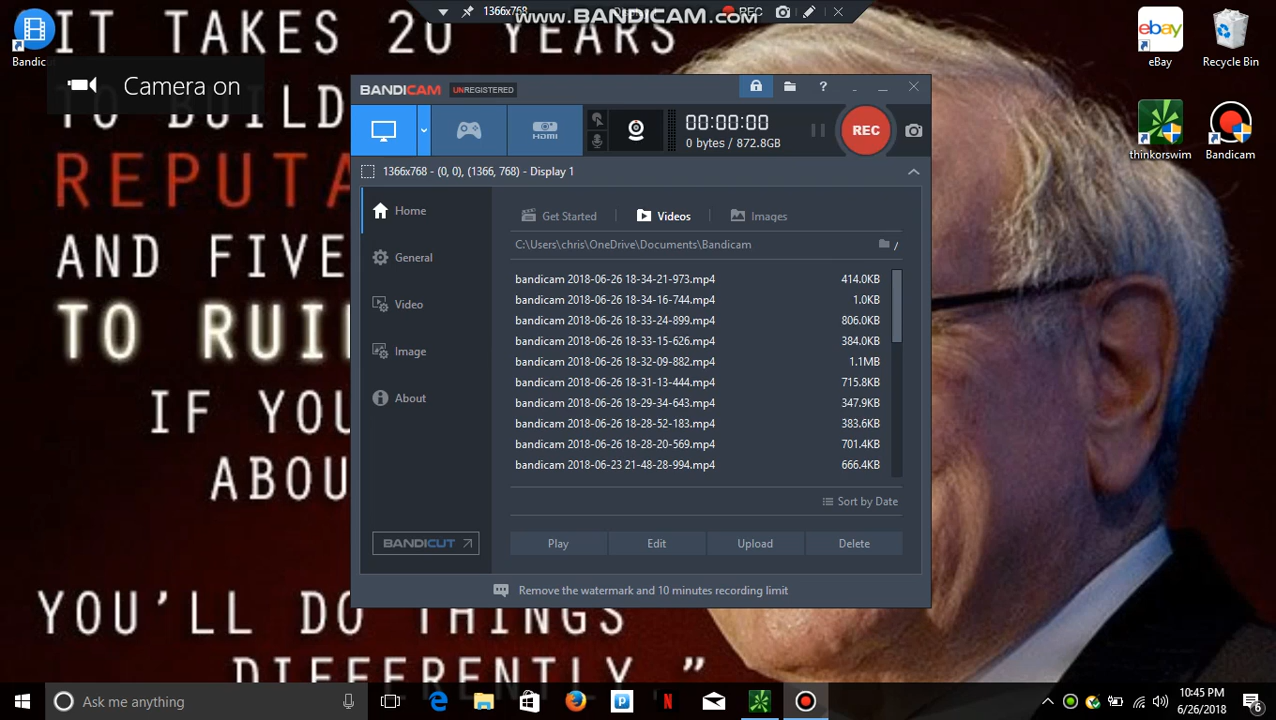 IT TAKES 20 YEARS
TO BUILD
REPUTA
AND FIVE
TO RUI
IF YOU
ABOU
YOU'LL DO THINGS
DIFFERENTLY."
Bandicut
Camera on
1366x768
www.BANDICAM.com
REC
eBay
Recycle Bin
thinkorswim
Bandicam
BANDICAM UNREGISTERED
?
HDMI
00:00:00
0 bytes / 872.8GB
REC
1366x768 - (0, 0), (1366, 768) - Display 1
Home
General
Video
Image
About
BANDICUT
Get Started
Videos
Images
C:\Users\chris\OneDrive\Documents\Bandicam
/
bandicam 2018-06-26 18-34-21-973.mp4 414.0KB
bandicam 2018-06-26 18-34-16-744.mp4 1.0KB
bandicam 2018-06-26 18-33-24-899.mp4 806.0KB
bandicam 2018-06-26 18-33-15-626.mp4 384.0KB
bandicam 2018-06-26 18-32-09-882.mp4 1.1MB
bandicam 2018-06-26 18-31-13-444.mp4 715.8KB
bandicam 2018-06-26 18-29-34-643.mp4 347.9KB
bandicam 2018-06-26 18-28-52-183.mp4 383.6KB
bandicam 2018-06-26 18-28-20-569.mp4 701.4KB
bandicam 2018-06-23 21-48-28-994.mp4 666.4KB
Sort by Date
Play
Edit
Upload
Delete
Remove the watermark and 10 minutes recording limit
Ask me anything
10:45 PM
6/26/2018
6